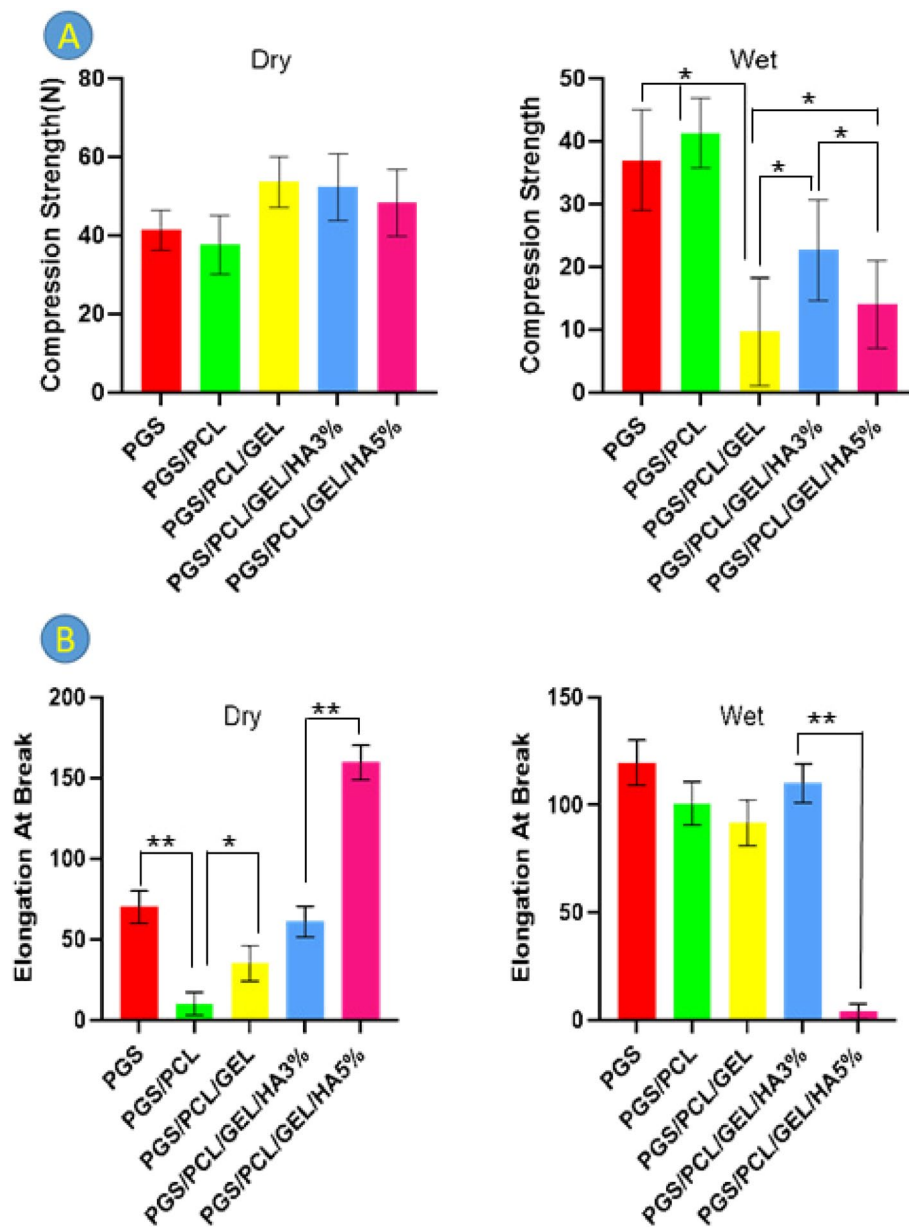 A
Dry
Compression Strength(N)
80
60
40
20
0
PGS
PGS/PCL
PGS/PCL/GEL
PGS/PCL/GEL/HA3%
PGS/PCL/GEL/HA5%
Wet
Compression Strength
50
40
30
20
10
0
*
*
*
*
PGS
PGS/PCL
PGS/PCL/GEL
PGS/PCL/GEL/HA3%
PGS/PCL/GEL/HA5%
B
Dry
Elongation At Break
200
150
100
50
0
**
*
**
PGS
PGS/PCL
PGS/PCL/GEL
PGS/PCL/GEL/HA3%
PGS/PCL/GEL/HA5%
Wet
Elongation At Break
150
100
50
0
**
PGS
PGS/PCL
PGS/PCL/GEL
PGS/PCL/GEL/HA3%
PGS/PCL/GEL/HA5%